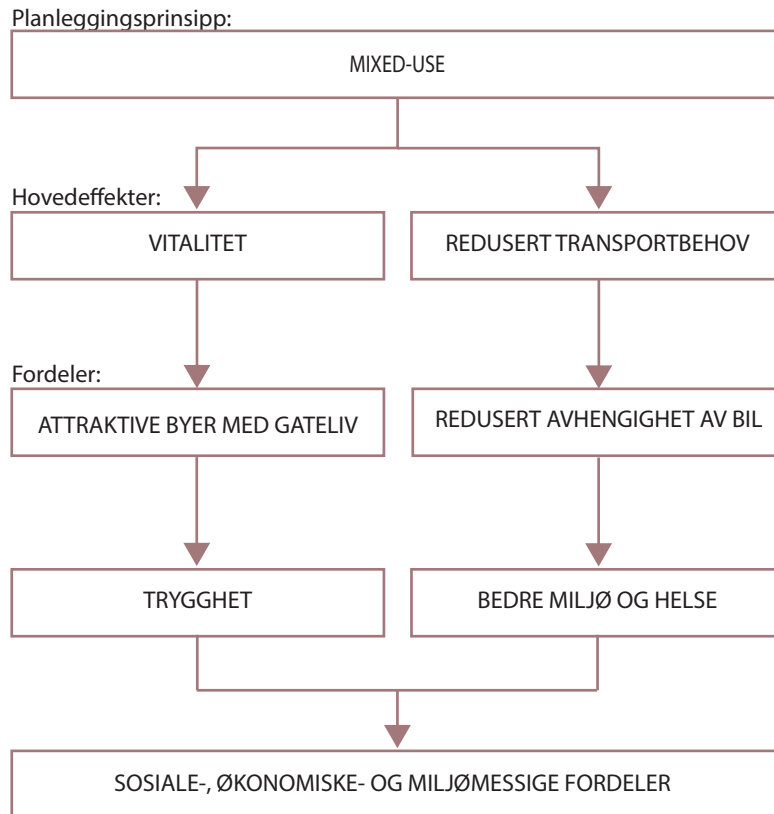 Planleggingsprinsipp:
MIXED-USE
Hovedeffekter:
VITALITET
REDUSERT TRANSPORTBEHOV
Fordeler:
ATTRAKTIVE BYER MED GATELIV
REDUSERT AVHENGIGHET AV BIL
TRYGGHET
BEDRE MILJØ OG HELSE
SOSIALE-, ØKONOMISKE- OG MILJØMESSIGE FORDELER